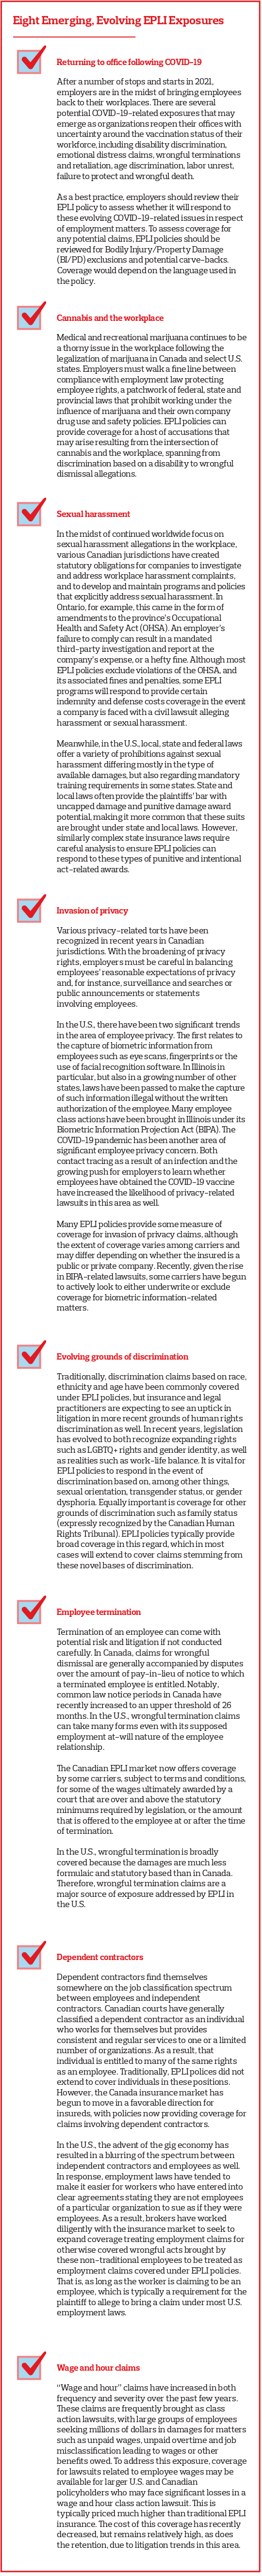 Eight Emerging, Evolving EPLI Exposures
Returning to office following COVID-19
After a number of stops and starts in 2021,
employers are in the midst of bringing employees
back to their workplaces. There are several
potential COVID-19-related exposures that may
emerge as organizations reopen their offices with
uncertainty around the vaccination status of their
workforce, including disability discrimination,
emotional distress claims, wrongful terminations
and retaliation, age discrimination, labor unrest,
failure to protect and wrongful death.
As a best practice, employers should review their
EPLI policy to assess whether it will respond to
these evolving COVID-19-related issues in respect
of employment matters. To assess coverage for
any potential claims, EPLI policies should be
reviewed for Bodily Injury/Property Damage
(BI/PD) exclusions and potential carve-backs.
Coverage would depend on the language used in
the policy.
Cannabis and the workplace
Medical and recreational marijuana continues to be
a thorny issue in the workplace following the
legalization of marijuana in Canada and select U.S.
states. Employers must walk a fine line between
compliance with employment law protecting
employee rights, a patchwork of federal, state and
provincial laws that prohibit working under the
influence of marijuana and their own company
drug use and safety policies. EPLI policies can
provide coverage for a host of accusations that
may arise resulting from the intersection of
cannabis and the workplace, spanning from
discrimination based on a disability to wrongful
dismissal allegations.
Sexual harassment
In the midst of continued worldwide focus on
sexual harassment allegations in the workplace,
various Canadian jurisdictions have created
statutory obligations for companies to investigate
and address workplace harassment complaints,
and to develop and maintain programs and policies
that explicitly address sexual harassment. In
Ontario, for example, this came in the form of
amendments to the province's Occupational
Health and Safety Act (OHSA). An employer's
failure to comply can result in a mandated
third-party investigation and report at the
company's expense, or a hefty fine. Although most
EPLI policies exclude violations of the OHSA, and
its associated fines and penalties, some EPLI
programs will respond to provide certain
indemnity and defense costs coverage in the event
a company is faced with a civil lawsuit alleging
harassment or sexual harassment.
Meanwhile, in the U.S., local, state and federal laws
offer a variety of prohibitions against sexual
harassment differing mostly in the type of
available damages, but also regarding mandatory
training requirements in some states. State and
local laws often provide the plaintiffs' bar with
uncapped damage and punitive damage award
potential, making it more common that these suits
are brought under state and local laws. However,
similarly complex state insurance laws require
careful analysis to ensure EPLI policies can
respond to these types of punitive and intentional
act-related awards.
Invasion of privacy
Various privacy-related torts have been
recognized in recent years in Canadian
jurisdictions. With the broadening of privacy
rights, employers must be careful in balancing
employees' reasonable expectations of privacy
and, for instance, surveillance and searches or
public announcements or statements
involving employees.
In the U.S., there have been two significant trends
in the area of employee privacy. The first relates to
the capture of biometric information from
employees such as eye scans, fingerprints or the
use of facial recognition software. In Illinois in
particular, but also in a growing number of other
states, laws have been passed to make the capture
of such information illegal without the written
authorization of the employee. Many employee
class actions have been brought in Illinois under its
Biometric Information Projection Act (BIPA). The
COVID-19 pandemic has been another area of
significant employee privacy concern. Both
contact tracing as a result of an infection and the
growing push for employers to learn whether
employees have obtained the COVID-19 vaccine
have increased the likelihood of privacy-related
lawsuits in this area as well.
Many EPLI policies provide some measure of
coverage for invasion of privacy claims, although
the extent of coverage varies among carriers and
may differ depending on whether the insured is a
public or private company. Recently, given the rise
in BIPA-related lawsuits, some carriers have begun
to actively look to either underwrite or exclude
coverage for biometric information-related
matters.
Evolving grounds of discrimination
Traditionally, discrimination claims based on race,
ethnicity and age have been commonly covered
under EPLI policies, but insurance and legal
practitioners are expecting to see an uptick in
litigation in more recent grounds of human rights
discrimination as well. In recent years, legislation
has evolved to both recognize expanding rights
such as LGBTQ+ rights and gender identity, as well
as realities such as work-life balance. It is vital for
EPLI policies to respond in the event of
discrimination based on, among other things,
sexual orientation, transgender status, or gender
dysphoria. Equally important is coverage for other
grounds of discrimination such as family status
(expressly recognized by the Canadian Human
Rights Tribunal). EPLI policies typically provide
broad coverage in this regard, which in most
cases will extend to cover claims stemming from
these novel bases of discrimination.
Employee termination
Termination of an employee can come with
potential risk and litigation if not conducted
carefully. In Canada, claims for wrongful
dismissal are generally accompanied by disputes
over the amount of pay-in-lieu of notice to which
a terminated employee is entitled. Notably,
common law notice periods in Canada have
recently increased to an upper threshold of 26
months. In the U.S., wrongful termination claims
can take many forms even with its supposed
employment at-will nature of the employee
relationship.
The Canadian EPLI market now offers coverage
by some carriers, subject to terms and conditions,
for some of the wages ultimately awarded by a
court that are over and above the statutory
minimums required by legislation, or the amount
that is offered to the employee at or after the time
of termination.
In the U.S., wrongful termination is broadly
covered because the damages are much less
formulaic and statutory based than in Canada.
Therefore, wrongful termination claims are a
major source of exposure addressed by EPLI in
the U.S.
Dependent contractors
Dependent contractors find themselves
somewhere on the job classification spectrum
between employees and independent
contractors. Canadian courts have generally
classified a dependent contractor as an individual
who works for themselves but provides
consistent and regular services to one or a limited
number of organizations. As a result, that
individual is entitled to many of the same rights
as an employee. Traditionally, EPLI polices did not
extend to cover individuals in these positions.
However, the Canada insurance market has
begun to move in a favorable direction for
insureds, with policies now providing coverage for
claims involving dependent contractors.
In the U.S., the advent of the gig economy has
resulted in a blurring of the spectrum between
independent contractors and employees as well.
In response, employment laws have tended to
make it easier for workers who have entered into
clear agreements stating they are not employees
of a particular organization to sue as if they were
employees. As a result, brokers have worked
diligently with the insurance market to seek to
expand coverage treating employment claims for
otherwise covered wrongful acts brought by
these non-traditional employees to be treated as
employment claims covered under EPLI policies.
That is, as long as the worker is claiming to be an
employee, which is typically a requirement for the
plaintiff to allege to bring a claim under most U.S.
employment laws.
Wage and hour claims
"Wage and hour" claims have increased in both
frequency and severity over the past few years.
These claims are frequently brought as class
action lawsuits, with large groups of employees
seeking millions of dollars in damages for matters
such as unpaid wages, unpaid overtime and job
misclassification leading to wages or other
benefits owed. To address this exposure, coverage
for lawsuits related to employee wages may be
available for larger U.S. and Canadian
policyholders who may face significant losses in a
wage and hour class action lawsuit. This is
typically priced much higher than traditional EPLI
insurance. The cost of this coverage has recently
decreased, but remains relatively high, as does
the retention, due to litigation trends in this area.